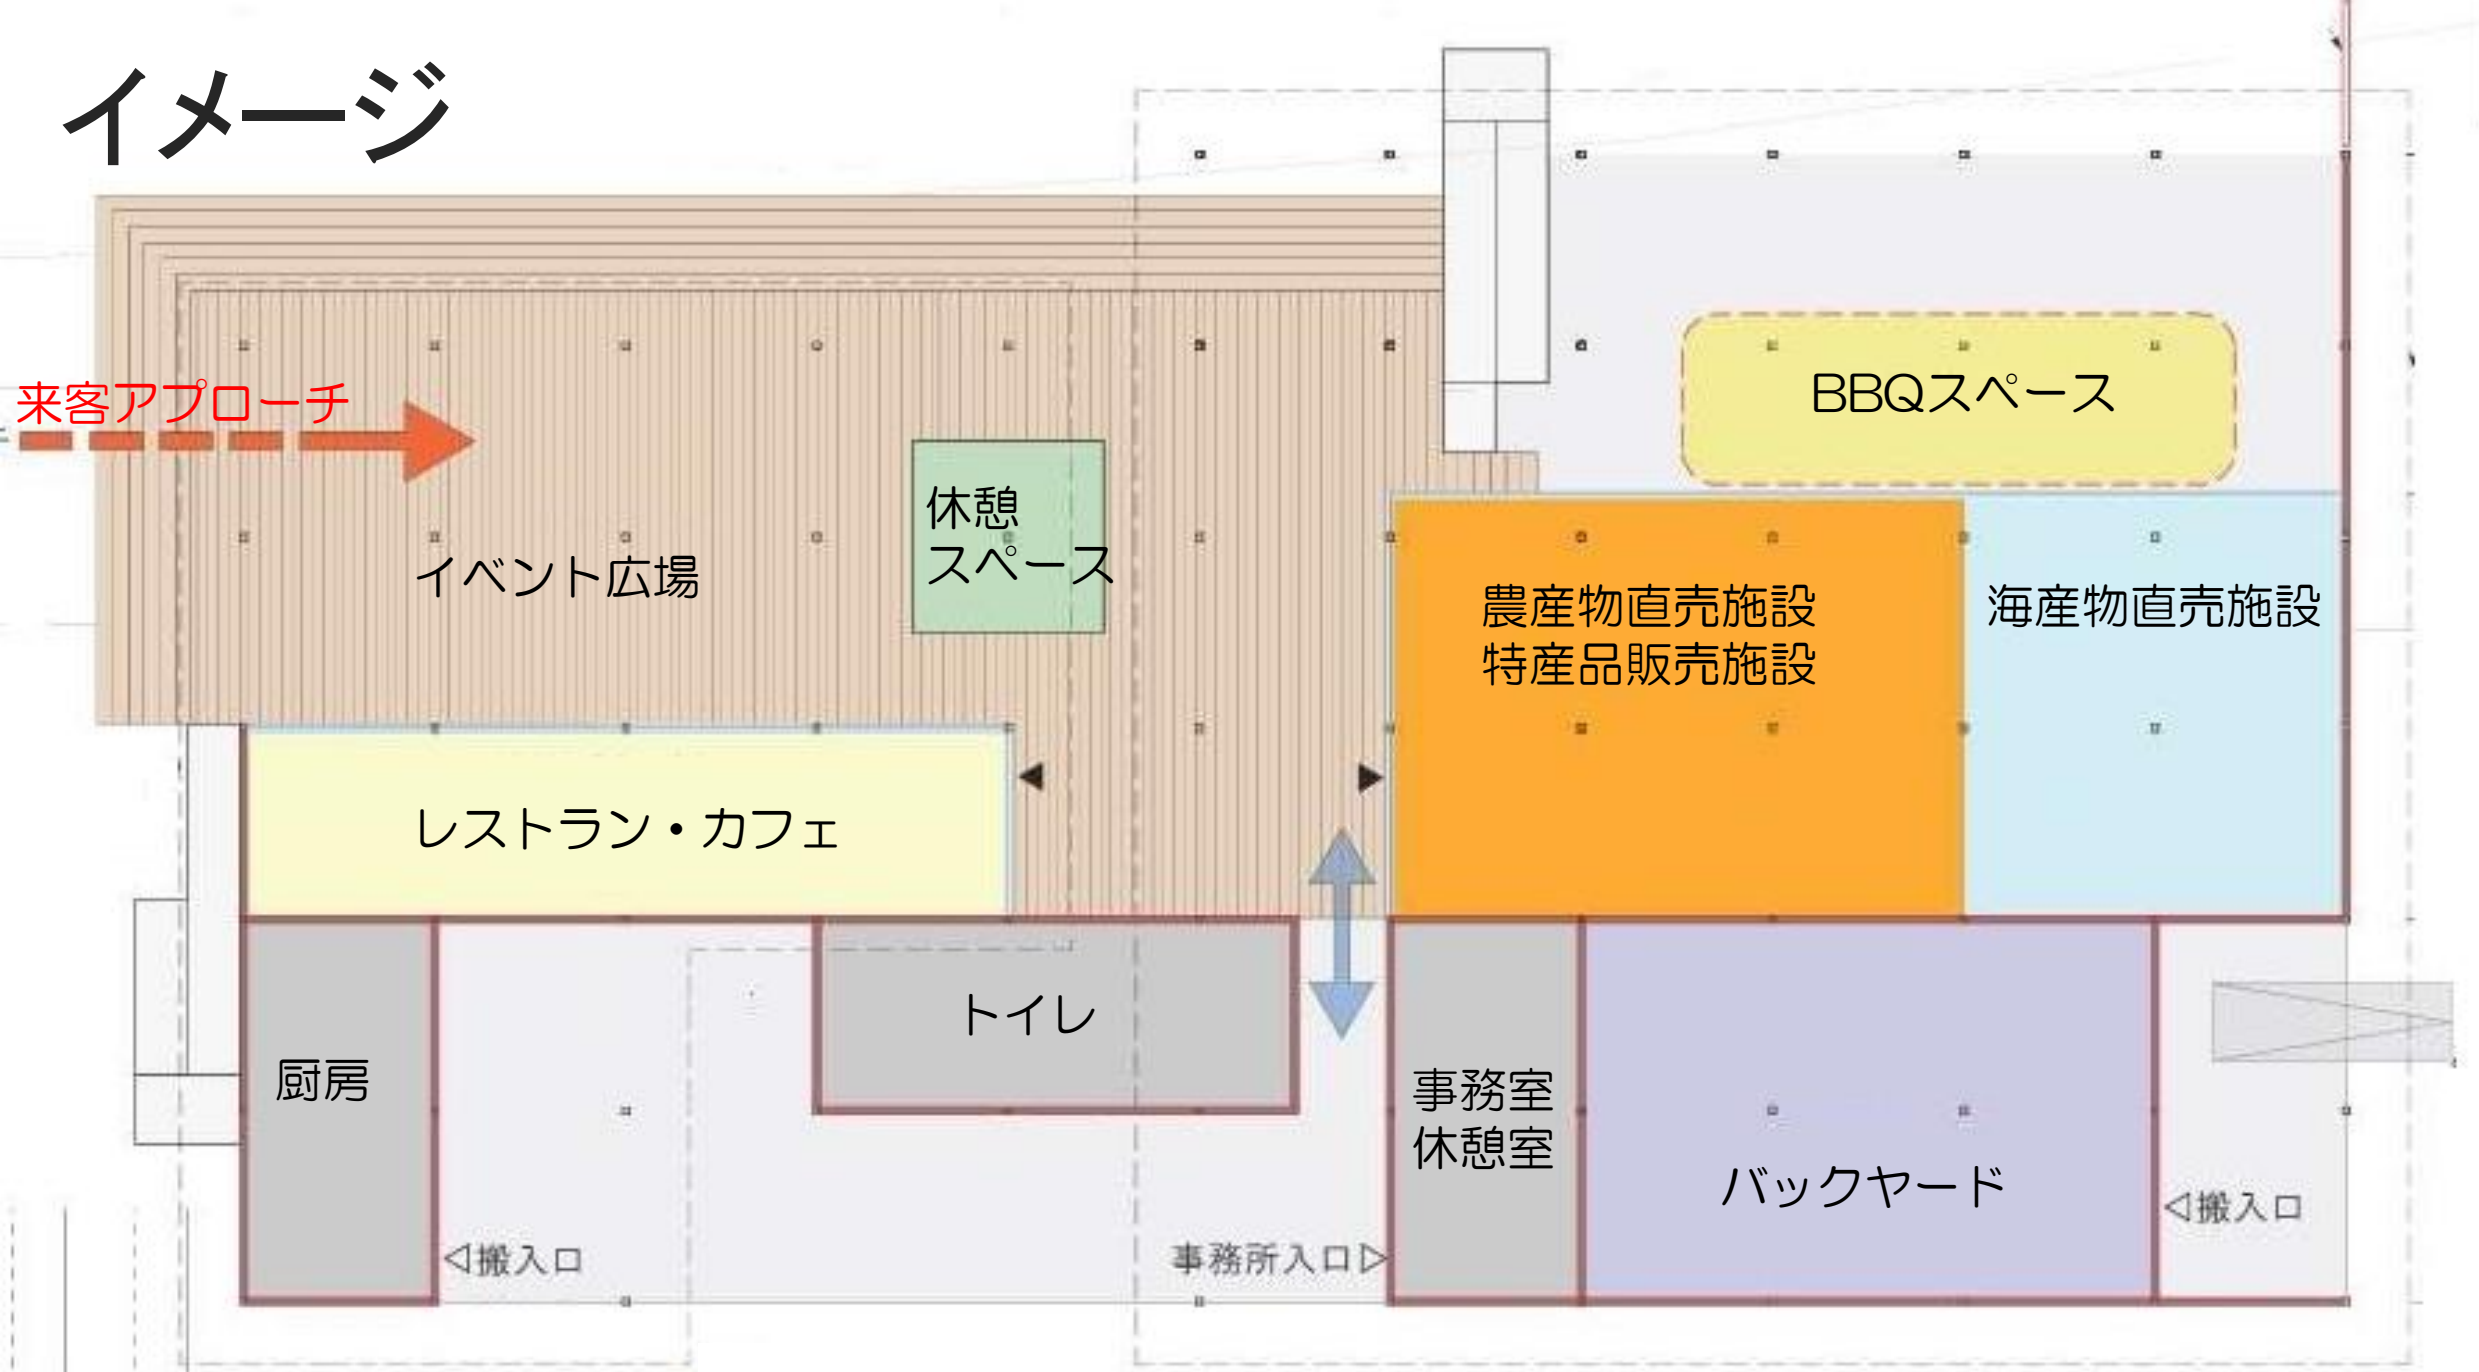 イメージ
来客アプローチ
BBQスペース
休憩
スペース
イベント広場
農産物直売施設
特産品販売施設
海産物直売施設
レストラン・カフェ
トイレ
厨房
事務室
休憩室
バックヤード
◁搬入口
◁搬入口
事務所入口▷